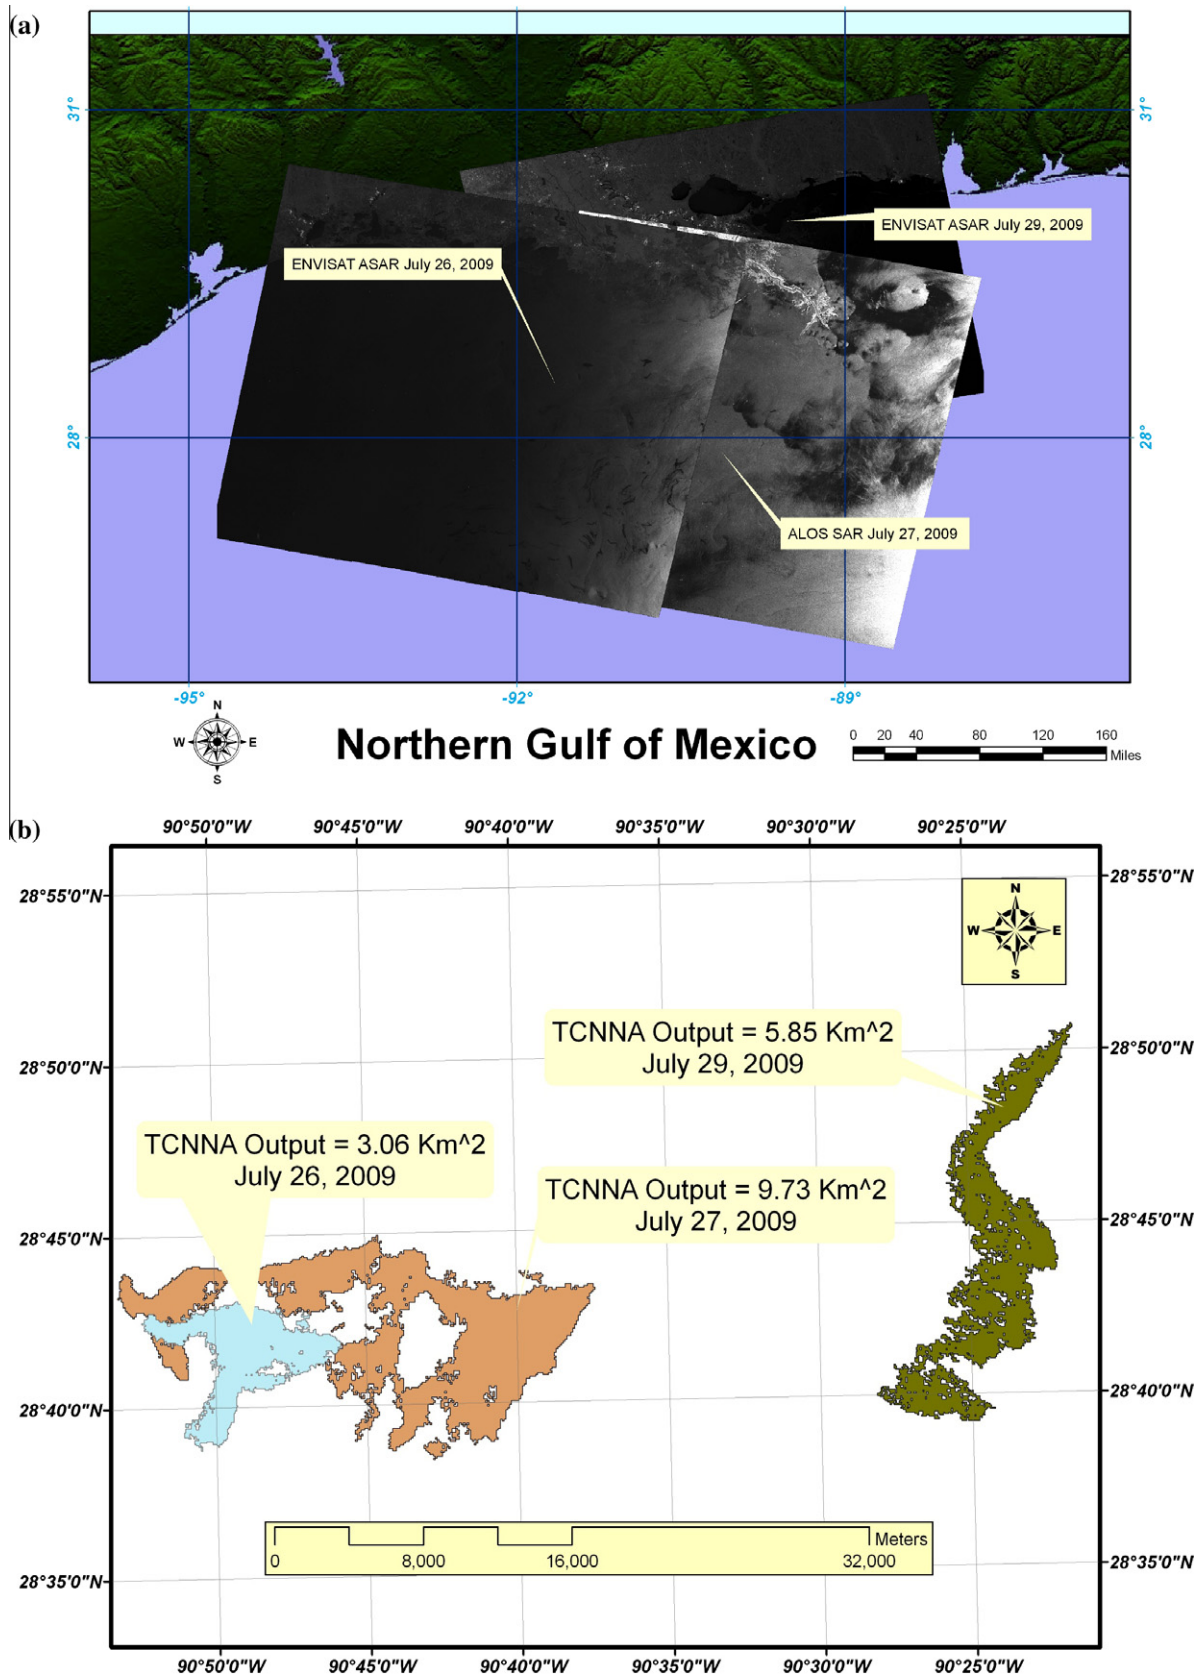 (a)
31°
31°
ENVISAT ASAR July 29, 2009
ENVISAT ASAR July 26, 2009
28°
28°
ALOS SAR July 27, 2009
-95°
-92°
-89°
N
W
E
S
Northern Gulf of Mexico
0 20 40 80 120 160
Miles
(b)
90°50'0"W 90°45'0"W 90°40'0"W 90°35'0"W 90°30'0"W 90°25'0"W
28°55'0"N
28°55'0"N
N
W
E
S
TCNNA Output = 5.85 Km^2
July 29, 2009
28°50'0"N
28°50'0"N
TCNNA Output = 3.06 Km^2
July 26, 2009
TCNNA Output = 9.73 Km^2
July 27, 2009
28°45'0"N
28°45'0"N
28°40'0"N
28°40'0"N
Meters
0 8,000 16,000 32,000
28°35'0"N
28°35'0"N
90°50'0"W 90°45'0"W 90°40'0"W 90°35'0"W 90°30'0"W 90°25'0"W